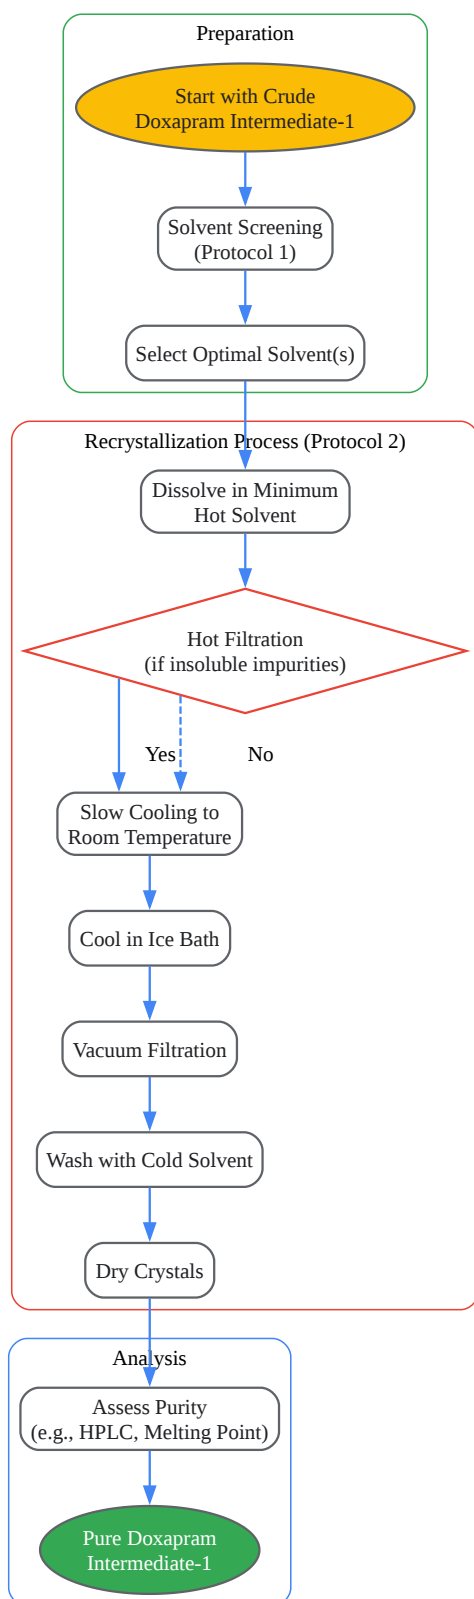 Preparation
Start with Crude
Doxapram Intermediate-1
Solvent Screening
(Protocol 1)
Select Optimal Solvent(s)
Recrystallization Process (Protocol 2)
Dissolve in Minimum
Hot Solvent
Hot Filtration
(if insoluble impurities)
Yes
No
Slow Cooling to
Room Temperature
Cool in Ice Bath
Vacuum Filtration
Wash with Cold Solvent
Dry Crystals
Analysis
Assess Purity
(e.g., HPLC, Melting Point)
Pure Doxapram
Intermediate-1